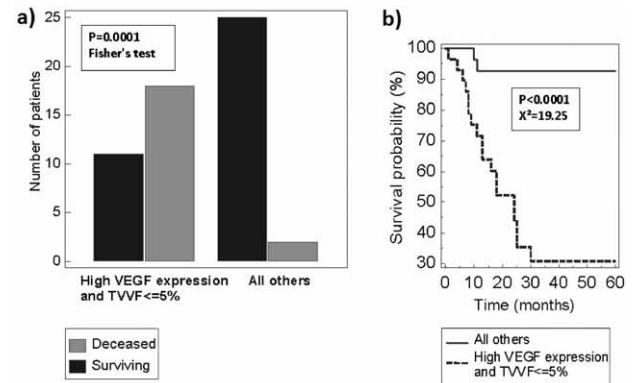 a)
P=0.0001
Fisher's test
Number of patients
25
20
15
10
5
0
High VEGF expression
and TVVF<=5%
All others
Deceased
Surviving
b)
Survival probability (%)
100
90
80
70
60
50
40
30
P<0.0001
X²=19.25
0 10 20 30 40 50 60
Time (months)
All others
High VEGF expression
and TVVF<=5%